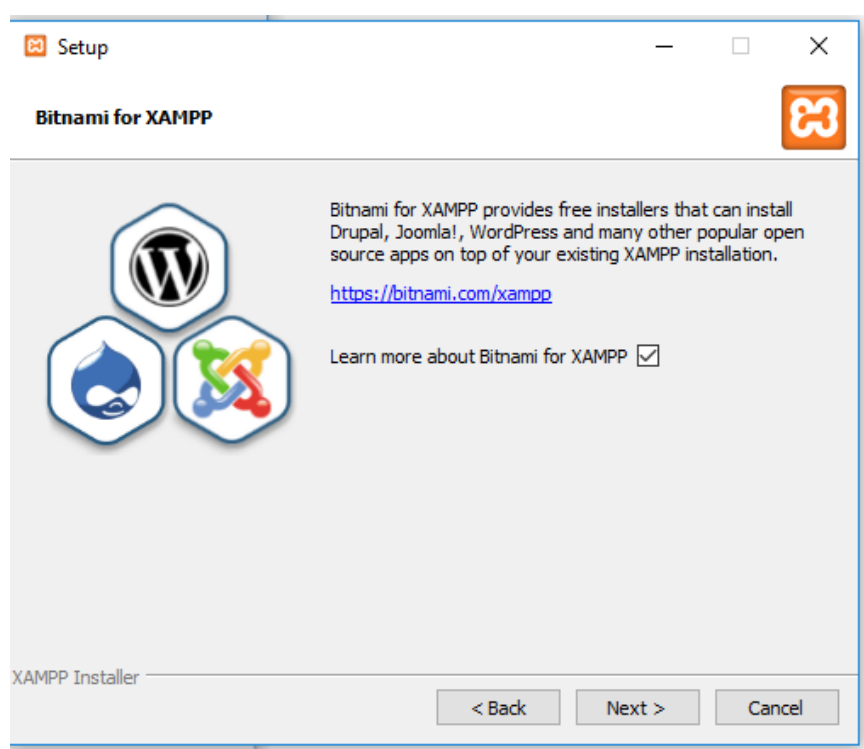 Setup
Bitnami for XAMPP
Bitnami for XAMPP provides free installers that can install
Drupal, Joomla!, WordPress and many other popular open
source apps on top of your existing XAMPP installation.
https://bitnami.com/xampp
Learn more about Bitnami for XAMPP
XAMPP Installer
< Back Next > Cancel